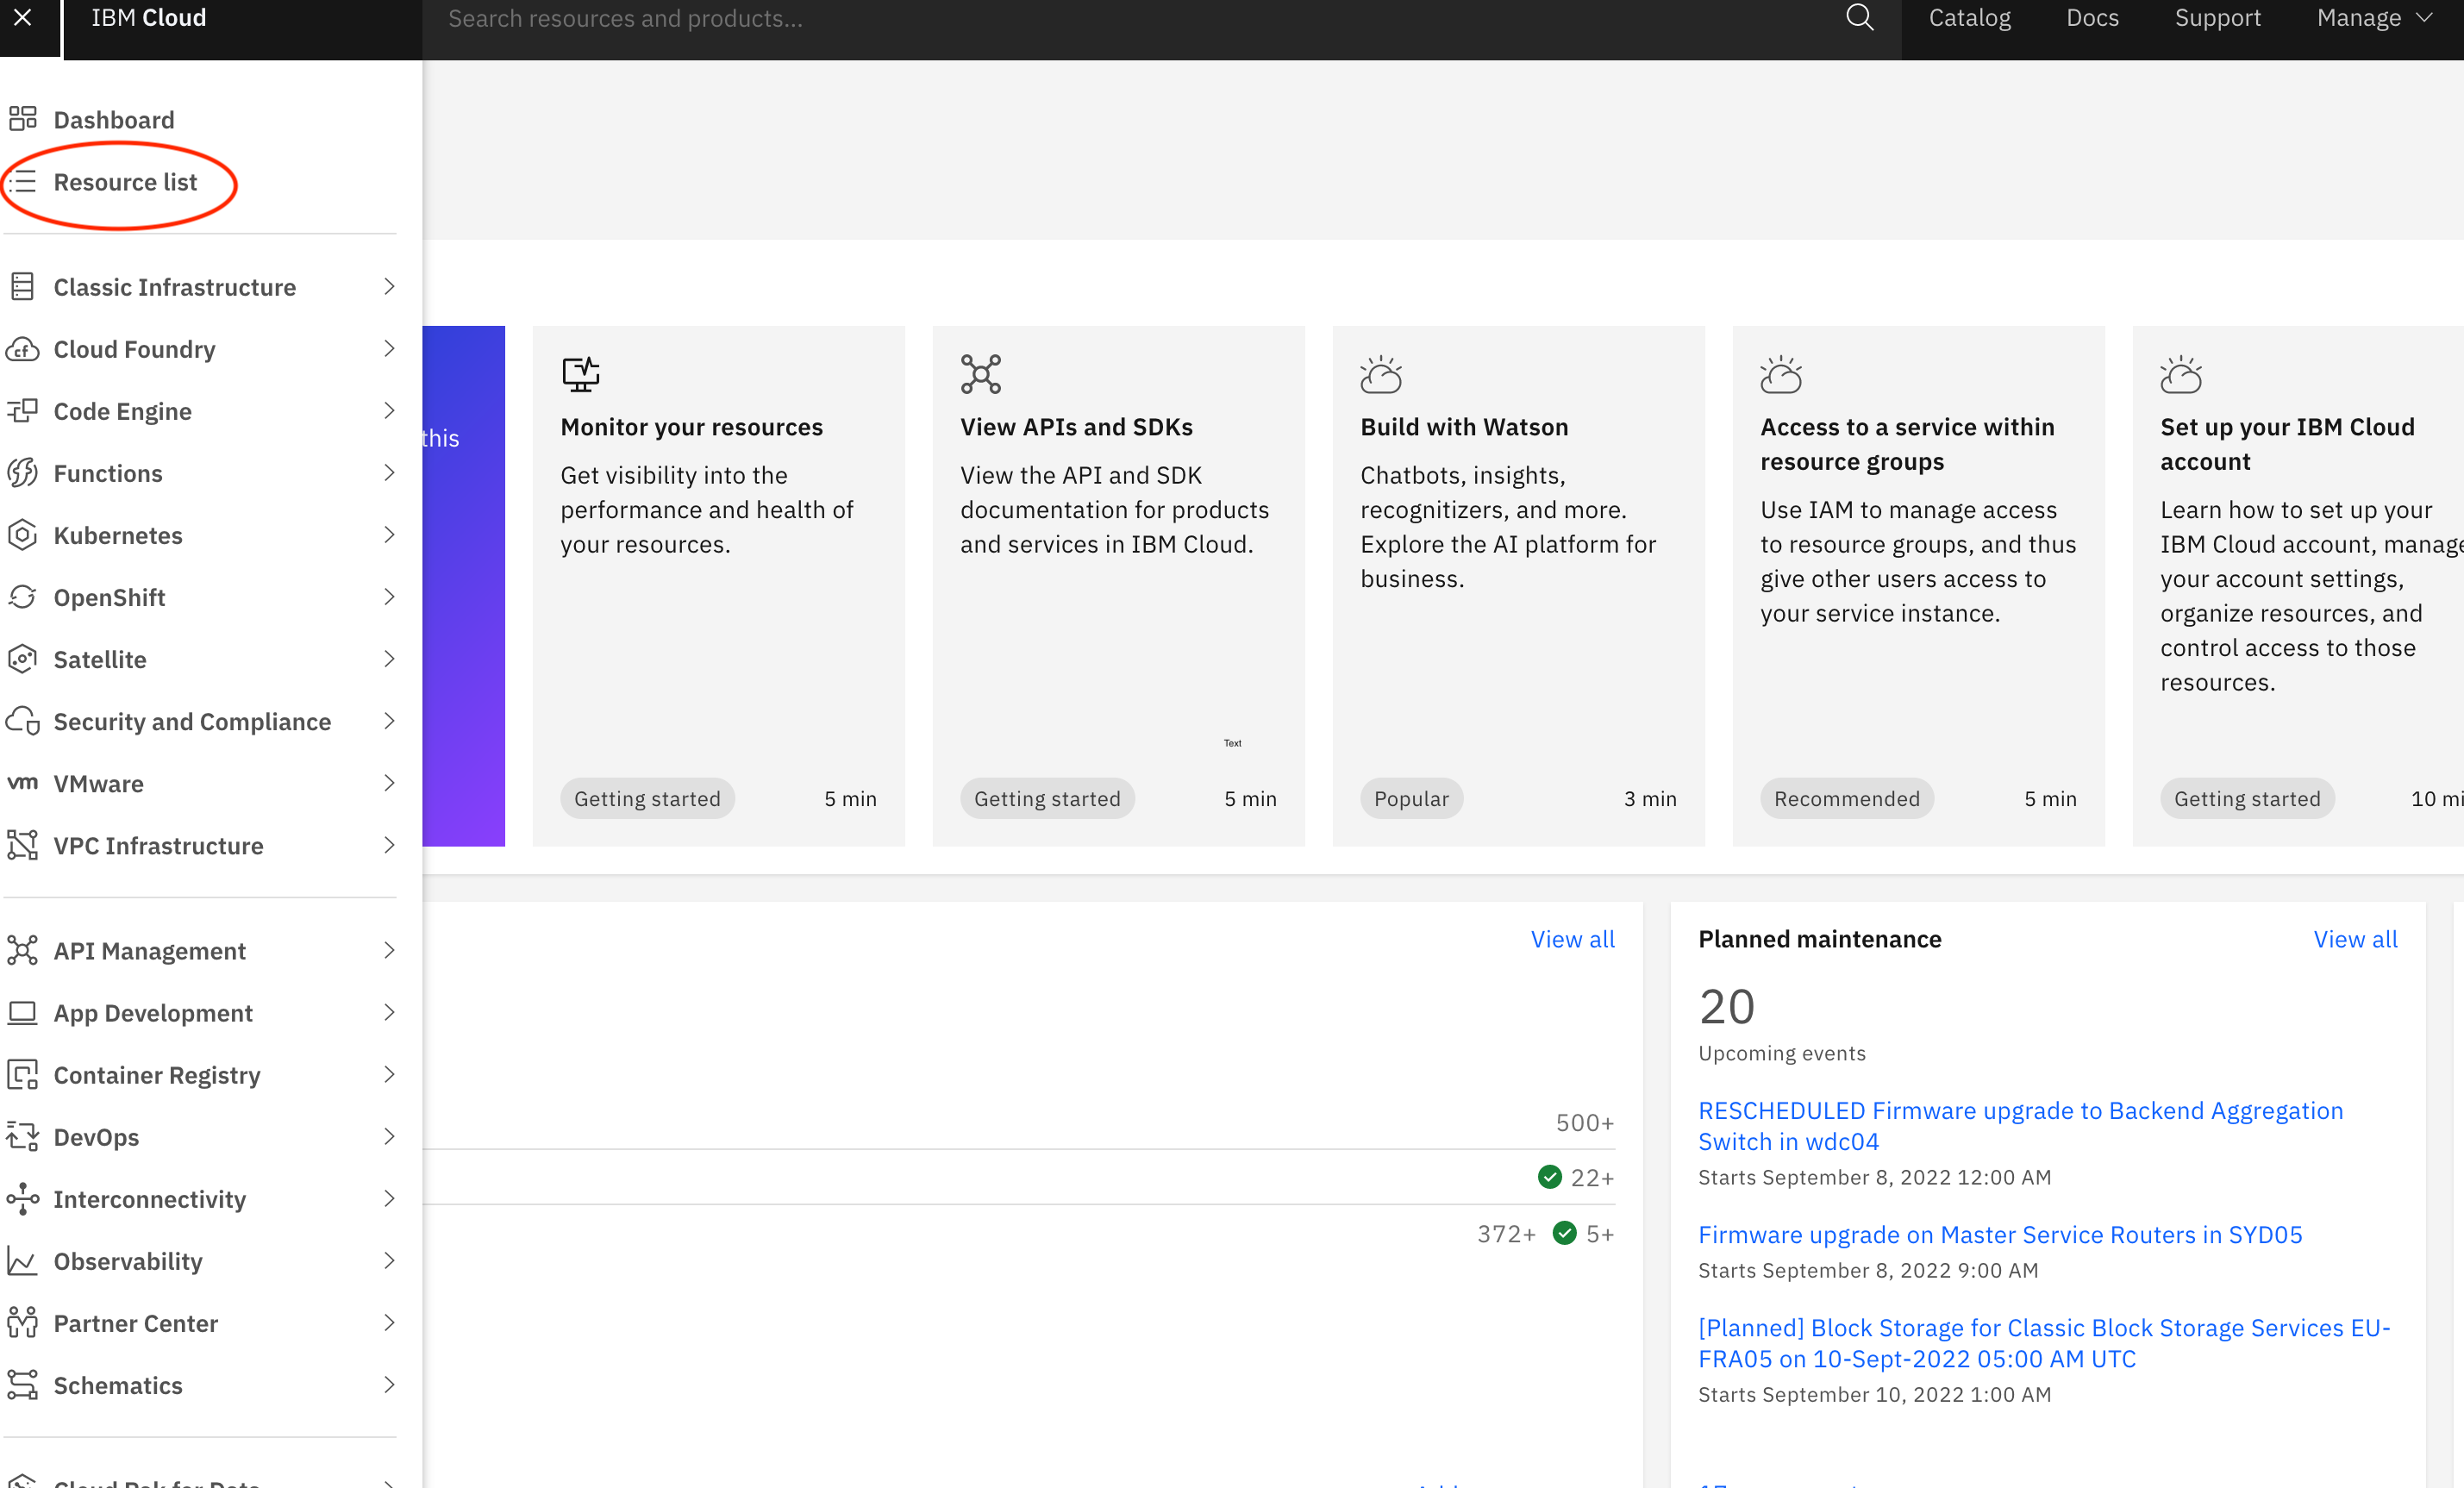 IBM Cloud
Search resources and products...
Catalog
Docs
Support
Manage
Dashboard
Resource list
Classic Infrastructure
Cloud Foundry
Code Engine
Functions
Kubernetes
OpenShift
Satellite
Security and Compliance
VMware
VPC Infrastructure
API Management
App Development
Container Registry
DevOps
Interconnectivity
Observability
Partner Center
Schematics
this
Monitor your resources
Get visibility into the
performance and health of
your resources.
Getting started
5 min
View APIs and SDKs
View the API and SDK
documentation for products
and services in IBM Cloud.
Text
Getting started
5 min
Build with Watson
Chatbots, insights,
recognitizers, and more.
Explore the AI platform for
business.
Popular
3 min
Access to a service within
resource groups
Use IAM to manage access
to resource groups, and thus
give other users access to
your service instance.
Recommended
5 min
Set up your IBM Cloud
account
Learn how to set up your
IBM Cloud account, manage
your account settings,
organize resources, and
control access to those
resources.
Getting started
10 mi
View all
500+
22+
372+ 5+
Planned maintenance
View all
20
Upcoming events
RESCHEDULED Firmware upgrade to Backend Aggregation
Switch in wdc04
Starts September 8, 2022 12:00 AM
Firmware upgrade on Master Service Routers in SYD05
Starts September 8, 2022 9:00 AM
[Planned] Block Storage for Classic Block Storage Services EU-
FRA05 on 10-Sept-2022 05:00 AM UTC
Starts September 10, 2022 1:00 AM